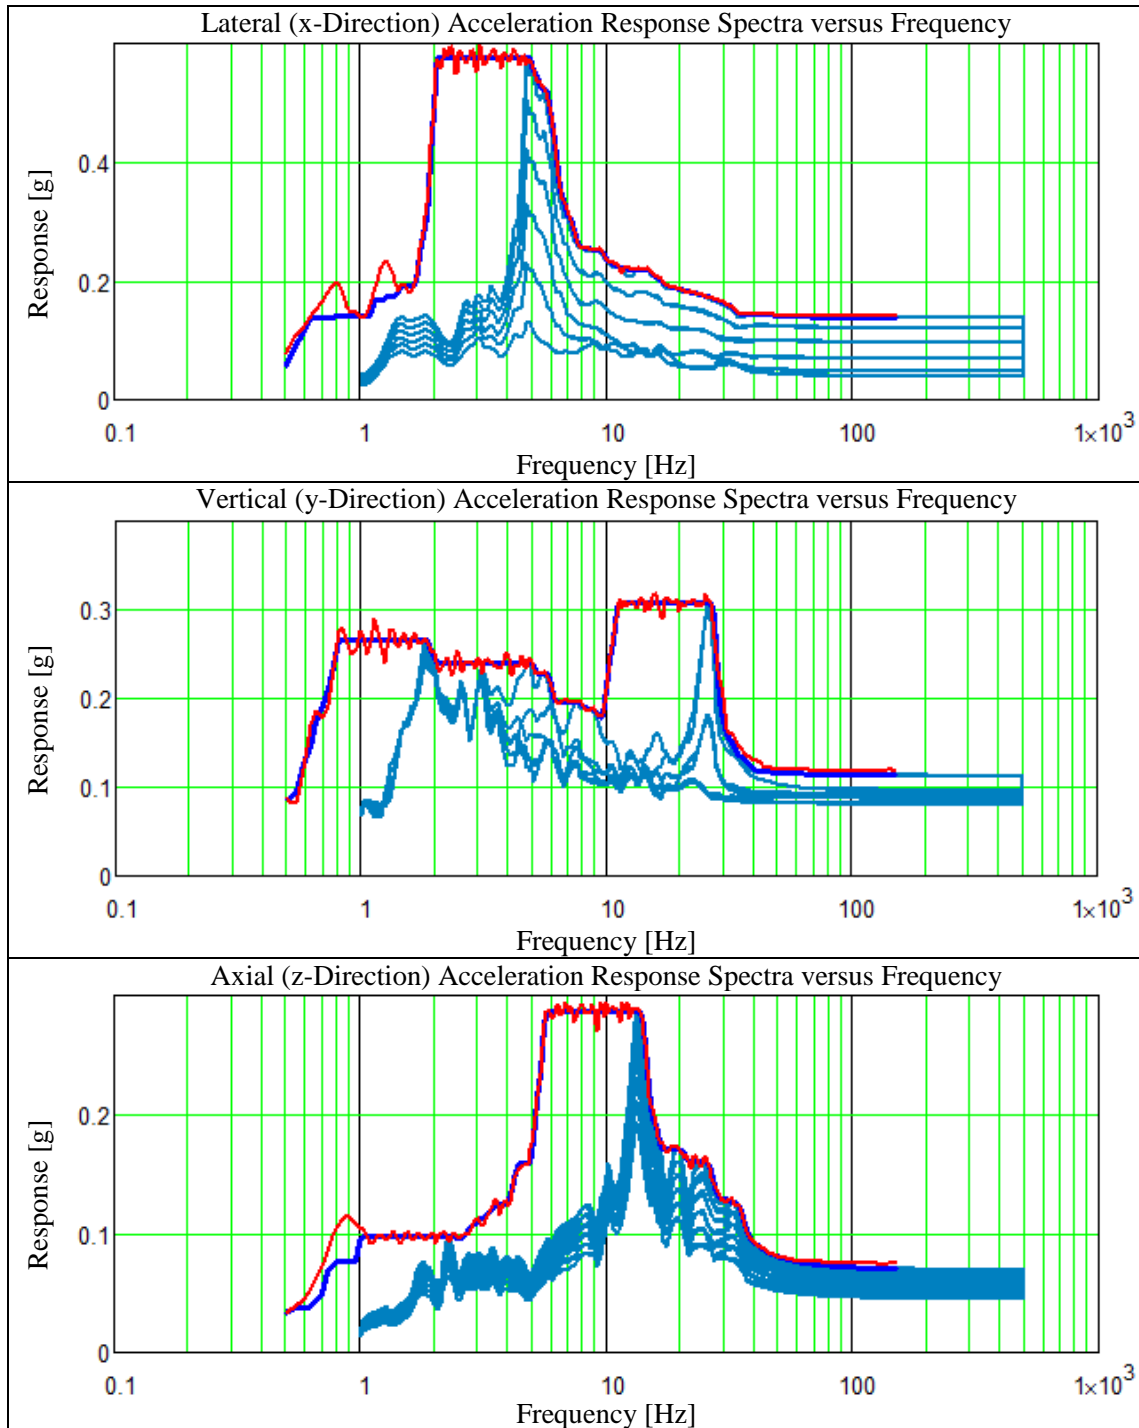 Lateral (x-Direction) Acceleration Response Spectra versus Frequency
Response [g]
0.4
0.2
0
0.1 1 10 100 1×10³
Frequency [Hz]
Vertical (y-Direction) Acceleration Response Spectra versus Frequency
Response [g]
0.3
0.2
0.1
0
0.1 1 10 100 1×10³
Frequency [Hz]
Axial (z-Direction) Acceleration Response Spectra versus Frequency
Response [g]
0.2
0.1
0
0.1 1 10 100 1×10³
Frequency [Hz]